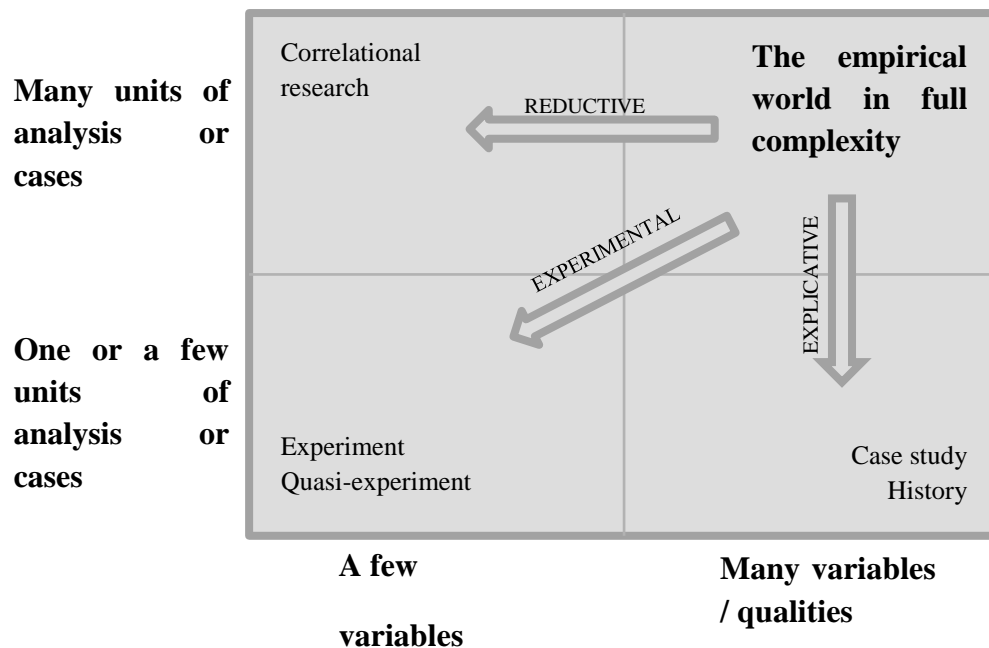 Many units of
analysis or
cases
Correlational
research
REDUCTIVE
The empirical
world in full
complexity
EXPERIMENTAL
EXPLICATIVE
One or a few
units of
analysis or
cases
Experiment
Quasi-experiment
Case study
History
A few
variables
Many variables
/ qualities